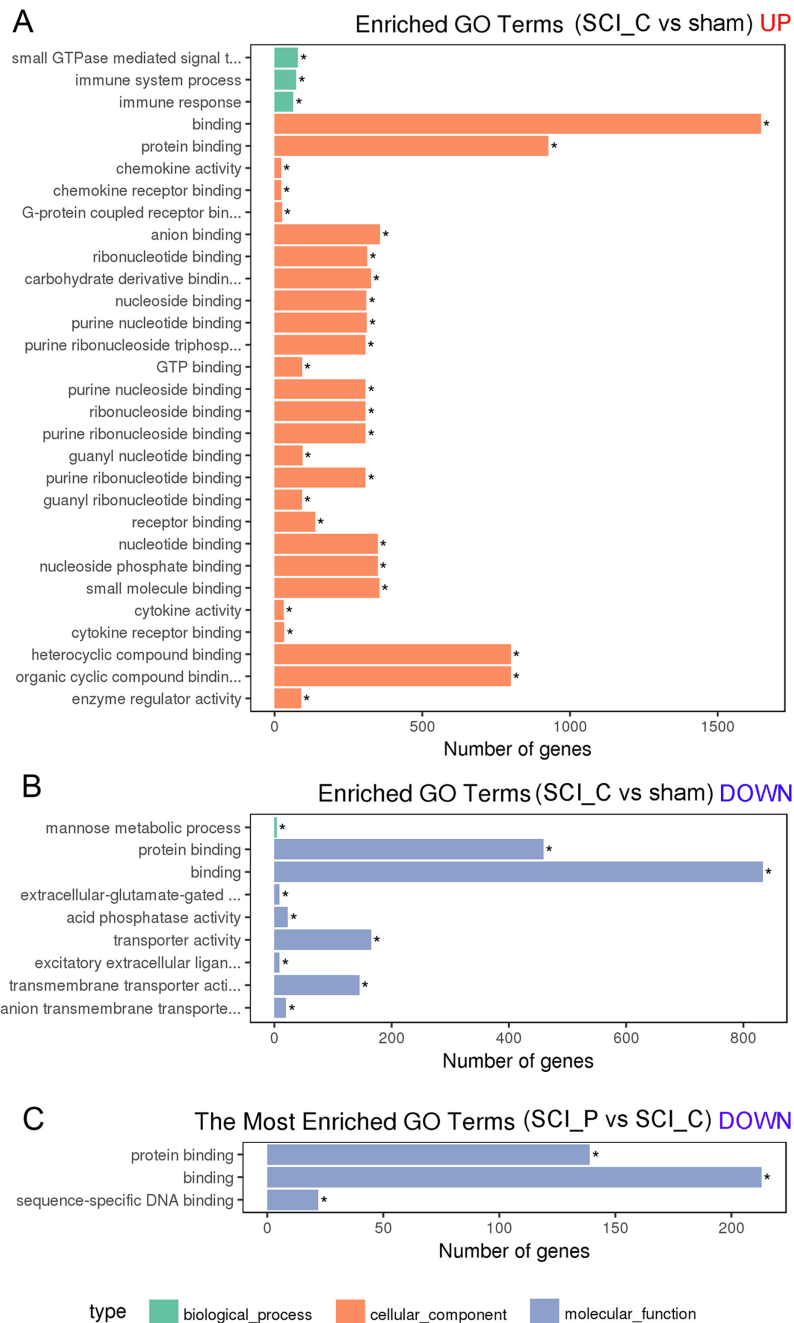 A
Enriched GO Terms (SCI_C vs sham) UP
small GTPase mediated signal t... *
immune system process *
immune response *
binding *
protein binding *
chemokine activity *
chemokine receptor binding *
G-protein coupled receptor bin... *
anion binding *
ribonucleotide binding *
carbohydrate derivative bindin... *
nucleoside binding *
purine nucleotide binding *
purine ribonucleoside triphosp... *
GTP binding *
purine nucleoside binding *
ribonucleoside binding *
purine ribonucleoside binding *
guanyl nucleotide binding *
purine ribonucleotide binding *
guanyl ribonucleotide binding *
receptor binding *
nucleotide binding *
nucleoside phosphate binding *
small molecule binding *
cytokine activity *
cytokine receptor binding *
heterocyclic compound binding *
organic cyclic compound bindin... *
enzyme regulator activity *
0 500 1000 1500
Number of genes
B
Enriched GO Terms (SCI_C vs sham) DOWN
mannose metabolic process *
protein binding *
binding *
extracellular-glutamate-gated ... *
acid phosphatase activity *
transporter activity *
excitatory extracellular ligan... *
transmembrane transporter acti... *
anion transmembrane transporte... *
0 200 400 600 800
Number of genes
C
The Most Enriched GO Terms (SCI_P vs SCI_C) DOWN
protein binding *
binding *
sequence-specific DNA binding *
0 50 100 150 200
Number of genes
type biological_process cellular_component molecular_function